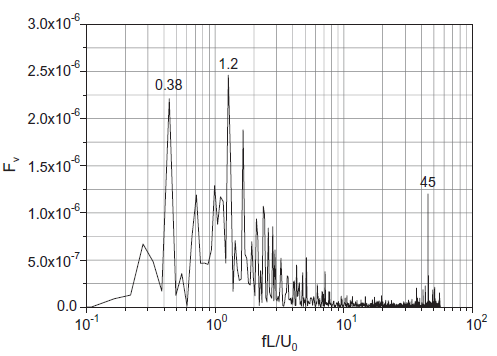 3.0x10⁻⁶
2.5x10⁻⁶
2.0x10⁻⁶
1.5x10⁻⁶
1.0x10⁻⁶
5.0x10⁻⁷
0.0
Fᵥ
0.38
1.2
45
10⁻¹
10⁰
10¹
10²
fL/U₀